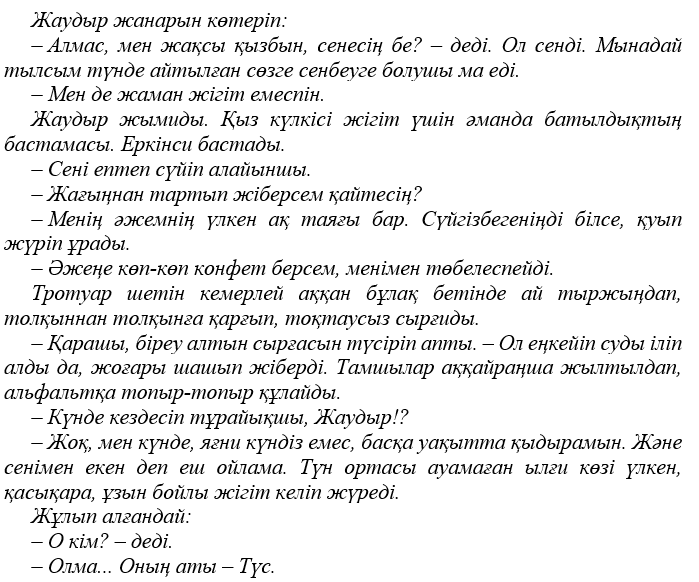 Жаудыр жанарын көтеріп:
– Алмас, мен жақсы қызбын, сенесің бе? – деді. Ол сенді. Мынадай
тылсым түнде айтылған сөзге сенбеуге болушы ма еді.
– Мен де жаман жігіт емеспін.
Жаудыр жымиды. Қыз күлкісі жігіт үшін әманда батылдықтың
бастамасы. Еркінси бастады.
– Сені ептеп сүйіп алайыншы.
– Жағыңнан тартып жіберсем қайтесің?
– Менің әжемнің үлкен ақ таяғы бар. Сүйгізбегеніңді білсе, қуып
жүріп ұрады.
– Әжеңе көп-көп конфет берсем, менімен төбелеспейді.
Тротуар шетін кемерлей аққан бұлақ бетінде ай тыржыңдап,
толқыннан толқынға қарғып, тоқтаусыз сырғиды.
– Қарашы, біреу алтын сырғасын түсіріп апты. – Ол еңкейіп суды іліп
алды да, жоғары шашып жіберді. Тамшылар аққайраңша жылтылдап,
альфальтқа топыр-топыр құлайды.
– Күнде кездесіп тұрайықшы, Жаудыр!?
– Жоқ, мен күнде, яғни күндіз емес, басқа уақытта қыдырамын. Және
сенімен екен деп еш ойлама. Түн ортасы ауамаған ылғи көзі үлкен,
қасықара, ұзын бойлы жігіт келіп жүреді.
Жұлып алғандай:
– О кім? – деді.
– Олма... Оның аты – Түс.